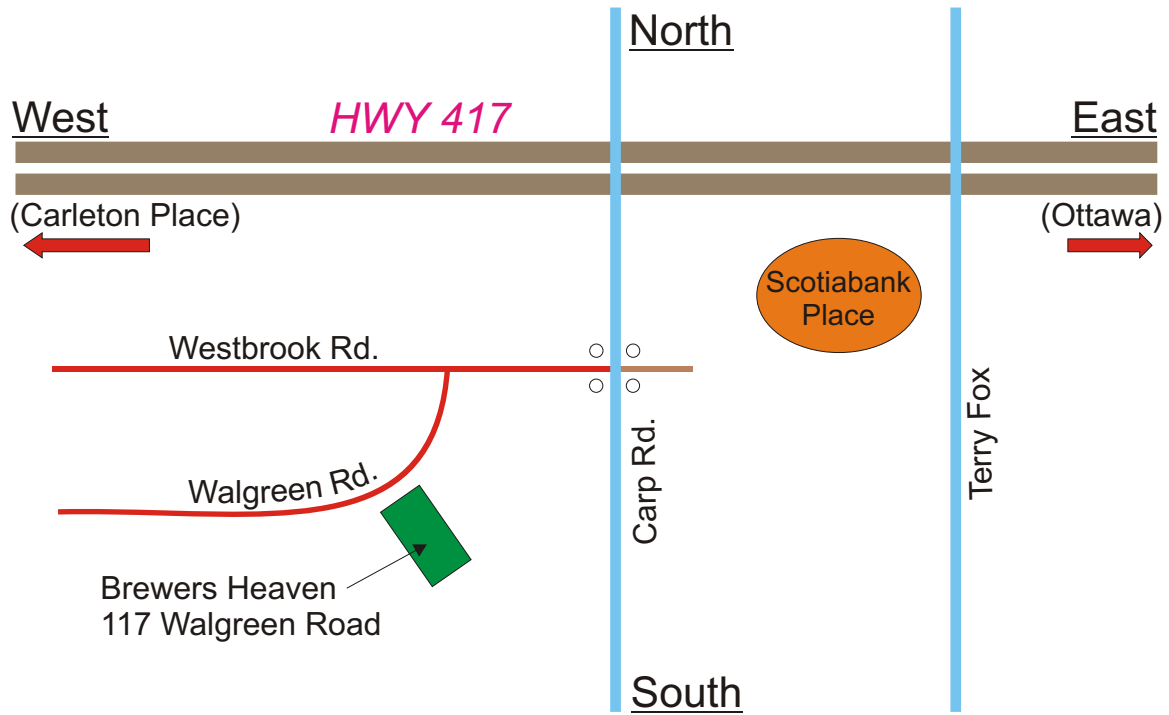 North
West
HWY 417
East
(Carleton Place)
(Ottawa)
Scotiabank
Place
Westbrook Rd.
Carp Rd.
Terry Fox
Walgreen Rd.
Brewers Heaven
117 Walgreen Road
South